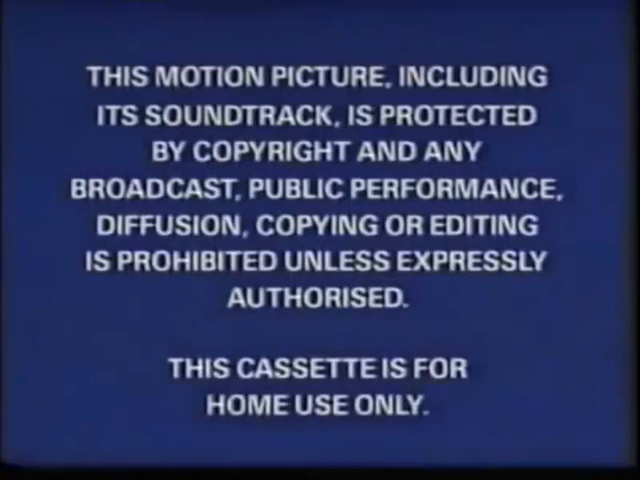 THIS MOTION PICTURE, INCLUDING
ITS SOUNDTRACK, IS PROTECTED
BY COPYRIGHT AND ANY
BROADCAST, PUBLIC PERFORMANCE,
DIFFUSION, COPYING OR EDITING
IS PROHIBITED UNLESS EXPRESSLY
AUTHORISED.
THIS CASSETTE IS FOR
HOME USE ONLY.